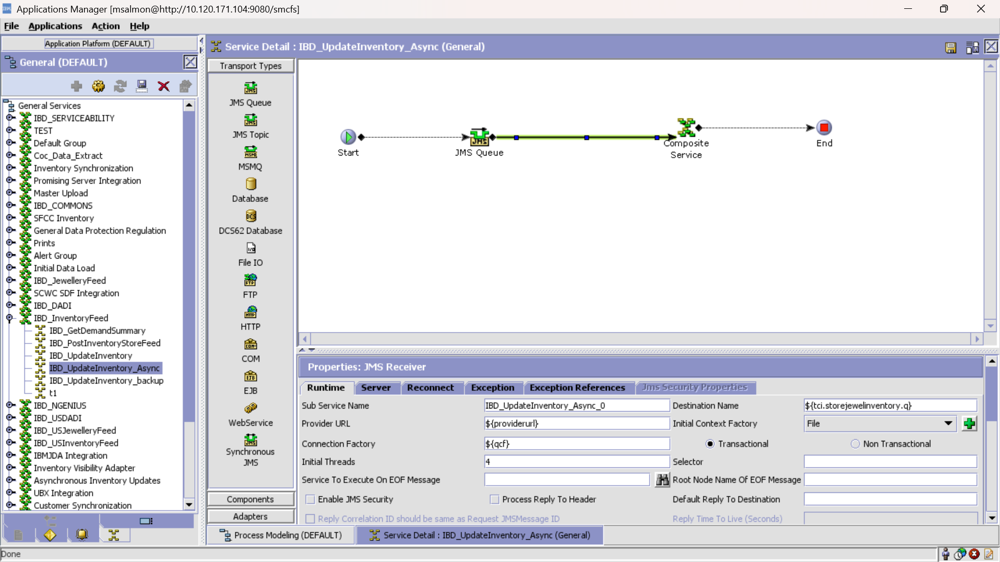 Applications Manager [msalmon@http://10.120.171.104:9080/smcfs]
File Applications Action Help
Application Platform (DEFAULT)
General (DEFAULT)
General Services
IBD_SERVICEABILITY
TEST
Default Group
Coc_Data_Extract
Inventory Synchronization
Promising Server Integration
Master Upload
IBD_COMMONS
SFCC Inventory
General Data Protection Regulation
Prints
Alert Group
Initial Data Load
IBD_JewelleryFeed
SCWC SDF Integration
IBD_DADI
IBD_InventoryFeed
IBD_GetDemandSummary
IBD_PostInventoryStoreFeed
IBD_UpdateInventory
IBD_UpdateInventory_Async
IBD_UpdateInventory_backup
t1
IBD_NGENIUS
IBD_USDADI
IBD_USJewelleryFeed
IBD_USInventoryFeed
IBMJDA Integration
Inventory Visibility Adapter
Asynchronous Inventory Updates
UBX Integration
Customer Synchronization
Service Detail : IBD_UpdateInventory_Async (General)
Transport Types
JMS Queue
JMS Topic
MSMQ
Database
DCS62 Database
File IO
FTP
HTTP
COM
EJB
WebService
Synchronous
JMS
Components
Adapters
Start
JMS Queue
Composite
Service
End
Properties: JMS Receiver
Runtime Server Reconnect Exception Exception References Jms Security Properties
Sub Service Name IBD_UpdateInventory_Async_0 Destination Name ${tci.storejewelinventory.q}
Provider URL ${providerurl} Initial Context Factory File
Connection Factory ${qcf} Transactional Non Transactional
Initial Threads 4 Selector
Service To Execute On EOF Message Root Node Name Of EOF Message
Enable JMS Security Process Reply To Header Default Reply To Destination
Reply Correlation ID should be same as Request JMSMessage ID Reply Time To Live (Seconds)
Process Modeling (DEFAULT) Service Detail : IBD_UpdateInventory_Async (General)
Done